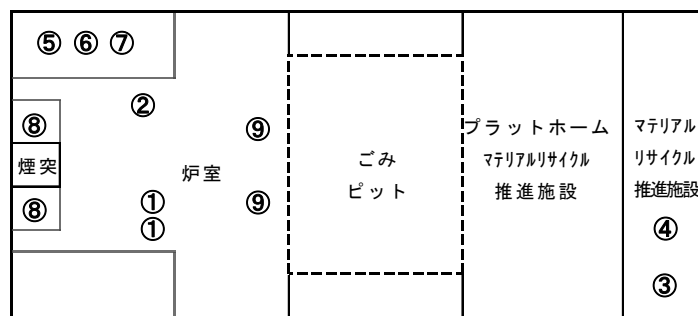 ⑤ ⑥ ⑦
②
⑧
⑨
煙突
炉室
⑧
①
⑨
①
ごみ
ピット
プラットホーム
マテリアルリサイクル
推進施設
マテリアル
リサイクル
推進施設
④
③